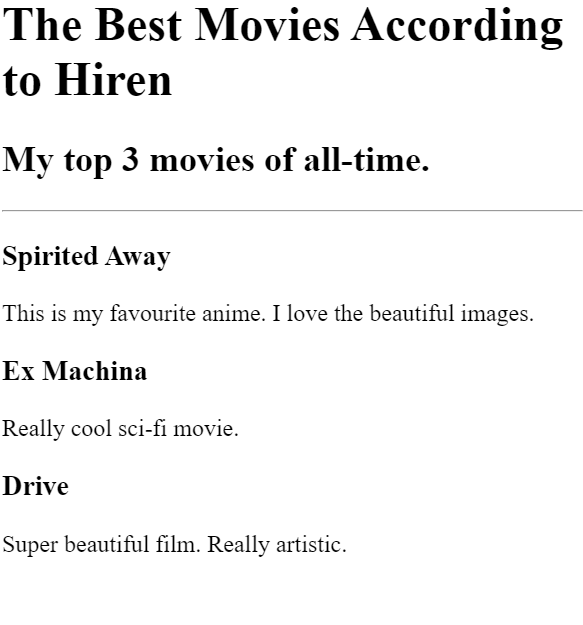 The Best Movies According
to Hiren
My top 3 movies of all-time.
Spirited Away
This is my favourite anime. I love the beautiful images.
Ex Machina
Really cool sci-fi movie.
Drive
Super beautiful film. Really artistic.